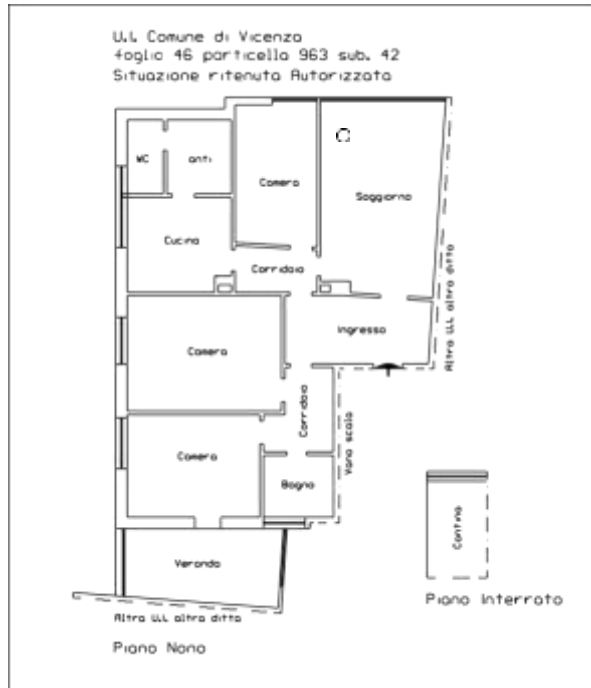 U.I. Comune di Vicenza
foglio 46 particella 963 sub. 42
Situazione ritenuta Autorizzata
WC
anti
Camera
Soggiorno
Cucina
Corridoio
Ingresso
Camera
Altra U.I. altra ditta
Corridoio
Vano scala
Camera
Bagno
Veranda
Cantina
Altra U.I. altra ditta
Piano Interrato
Piano Nono